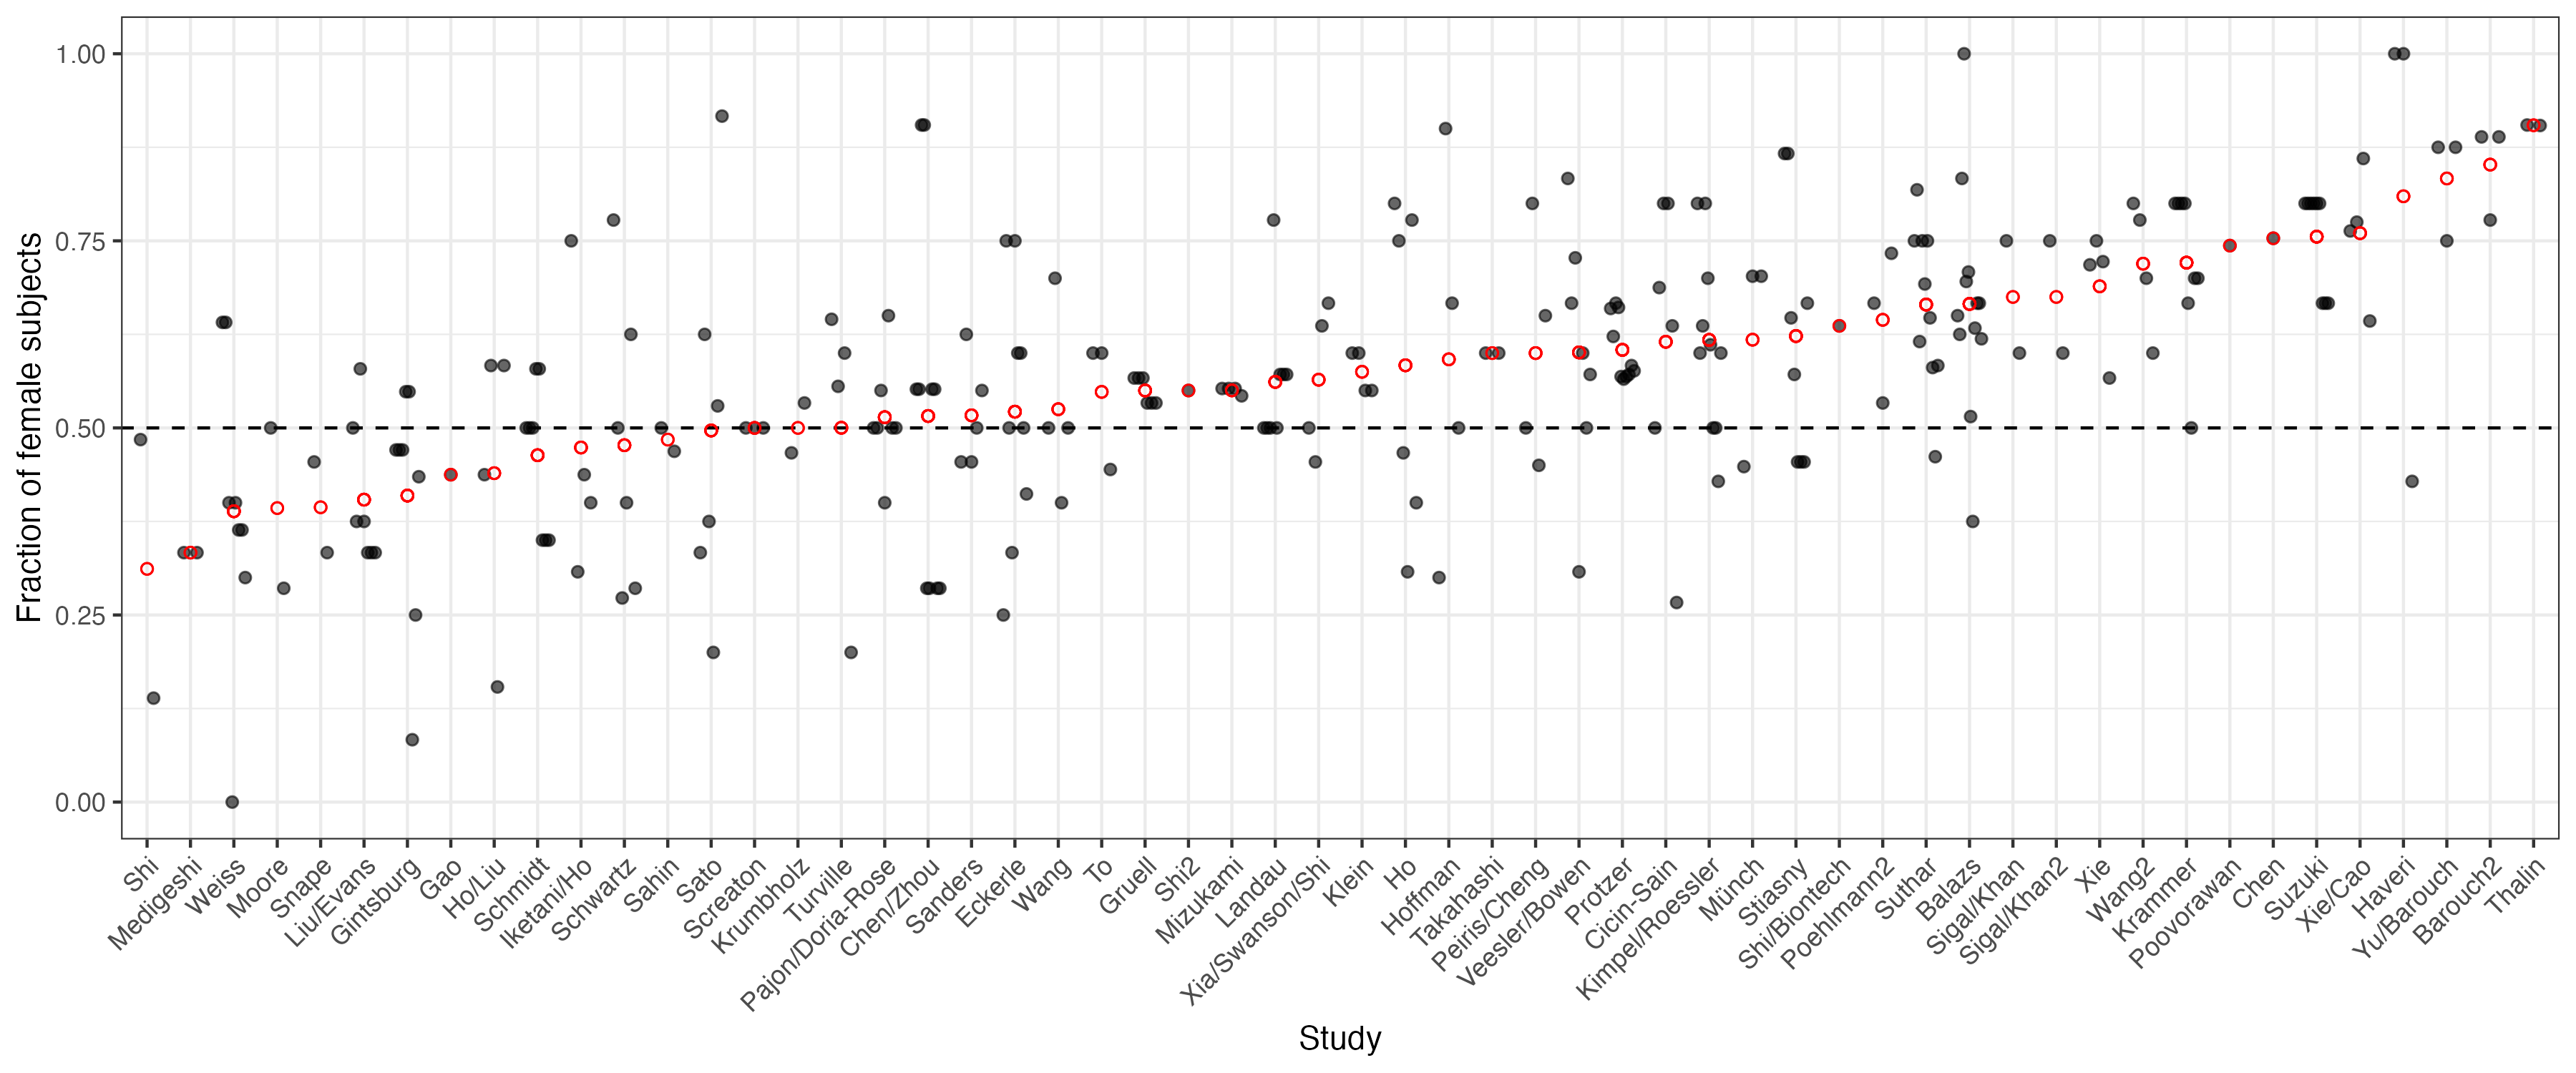 Fraction of female subjects
1.00
0.75
0.50
0.25
0.00
Shi
Medigeshi
Weiss
Moore
Snape
Liu/Evans
Gintsburg
Gao
Ho/Liu
Schmidt
Iketani/Ho
Schwartz
Sahin
Sato
Screaton
Krumbholz
Turville
Pajon/Doria-Rose
Chen/Zhou
Sanders
Eckerle
Wang
To
Gruell
Shi2
Mizukami
Landau
Xia/Swanson/Shi
Klein
Ho
Hoffman
Takahashi
Peiris/Cheng
Veesler/Bowen
Protzer
Cicin-Sain
Kimpel/Roessler
Münch
Stiasny
Shi/Biontech
Poehlmann2
Suthar
Balazs
Sigal/Khan
Sigal/Khan2
Xie
Wang2
Krammer
Poovorawan
Chen
Suzuki
Xie/Cao
Haveri
Yu/Barouch
Barouch2
Thalin
Study